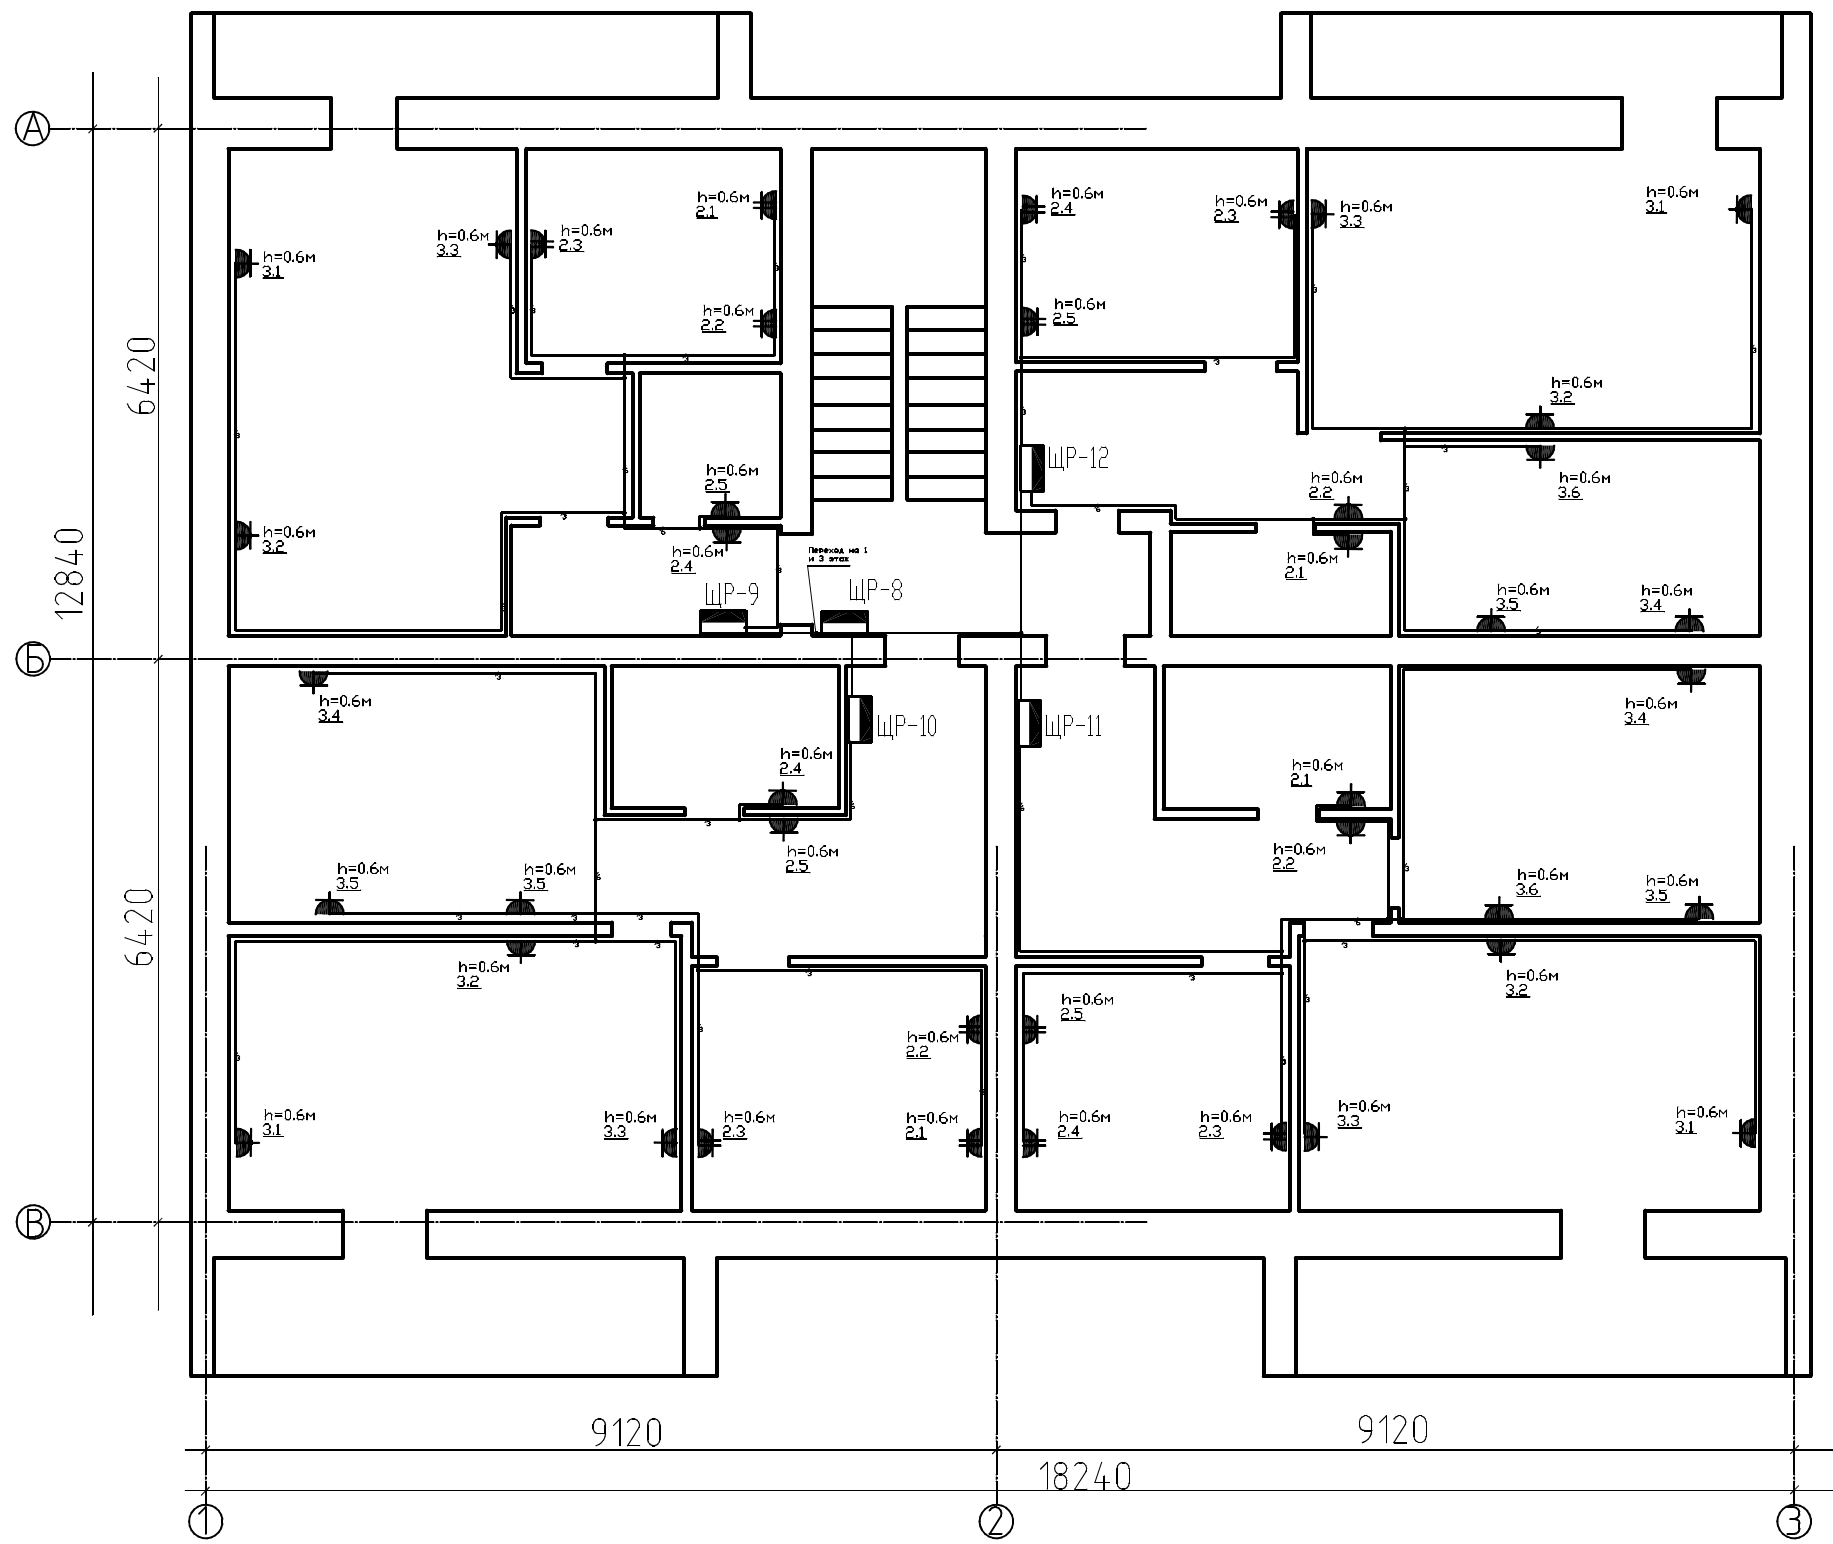 А
h=0.6м
2.1
h=0.6м
2.4
h=0.6м
2.3
h=0.6м
3.3
h=0.6м
3.1
h=0.6м
3.3
h=0.6м
2.3
h=0.6м
3.1
h=0.6м
2.2
h=0.6м
2.5
6420
h=0.6м
3.2
ЩР-12
h=0.6м
2.5
h=0.6м
2.2
h=0.6м
3.6
h=0.6м
3.2
h=0.6м
2.4
Переход на 1
и 3 этаж
h=0.6м
2.1
12840
ЩР-9
ЩР-8
h=0.6м
3.5
h=0.6м
3.4
Б
h=0.6м
3.4
ЩР-10
ЩР-11
h=0.6м
3.4
h=0.6м
2.4
h=0.6м
2.1
h=0.6м
3.5
h=0.6м
3.5
h=0.6м
2.5
h=0.6м
2.2
h=0.6м
3.6
h=0.6м
3.5
6420
h=0.6м
3.2
h=0.6м
3.2
h=0.6м
2.5
h=0.6м
2.2
h=0.6м
3.1
h=0.6м
3.3
h=0.6м
2.3
h=0.6м
2.1
h=0.6м
2.4
h=0.6м
2.3
h=0.6м
3.3
h=0.6м
3.1
В
9120
9120
18240
1
2
3